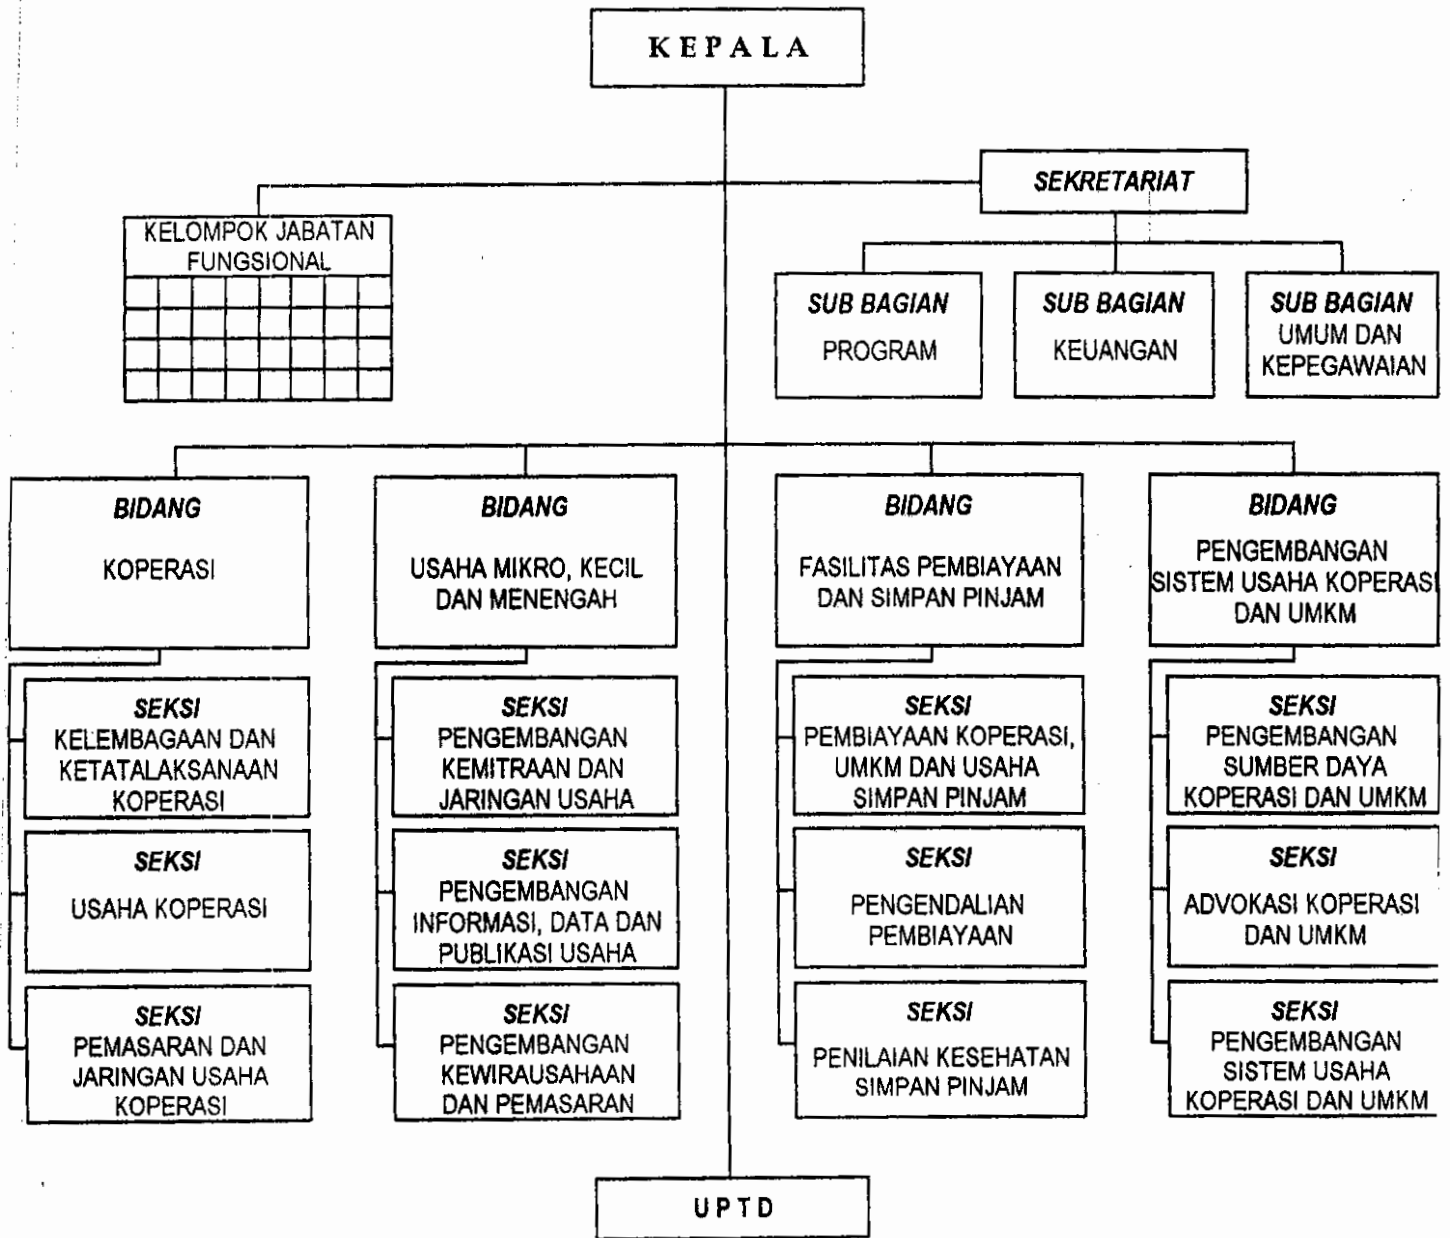 KEPALA
SEKRETARIAT
KELOMPOK JABATAN
FUNGSIONAL
SUB BAGIAN
PROGRAM
SUB BAGIAN
KEUANGAN
SUB BAGIAN
UMUM DAN
KEPEGAWAIAN
BIDANG
KOPERASI
BIDANG
USAHA MIKRO, KECIL
DAN MENENGAH
BIDANG
FASILITAS PEMBIAYAAN
DAN SIMPAN PINJAM
BIDANG
PENGEMBANGAN
SISTEM USAHA KOPERASI
DAN UMKM
SEKSI
KELEMBAGAAN DAN
KETATALAKSANAAN
KOPERASI
SEKSI
PENGEMBANGAN
KEMITRAAN DAN
JARINGAN USAHA
SEKSI
PEMBIAYAAN KOPERASI,
UMKM DAN USAHA
SIMPAN PINJAM
SEKSI
PENGEMBANGAN
SUMBER DAYA
KOPERASI DAN UMKM
SEKSI
USAHA KOPERASI
SEKSI
PENGEMBANGAN
INFORMASI, DATA DAN
PUBLIKASI USAHA
SEKSI
PENGENDALIAN
PEMBIAYAAN
SEKSI
ADVOKASI KOPERASI
DAN UMKM
SEKSI
PEMASARAN DAN
JARINGAN USAHA
KOPERASI
SEKSI
PENGEMBANGAN
KEWIRAUSAHAAN
DAN PEMASARAN
SEKSI
PENILAIAN KESEHATAN
SIMPAN PINJAM
SEKSI
PENGEMBANGAN
SISTEM USAHA
KOPERASI DAN UMKM
UPTD